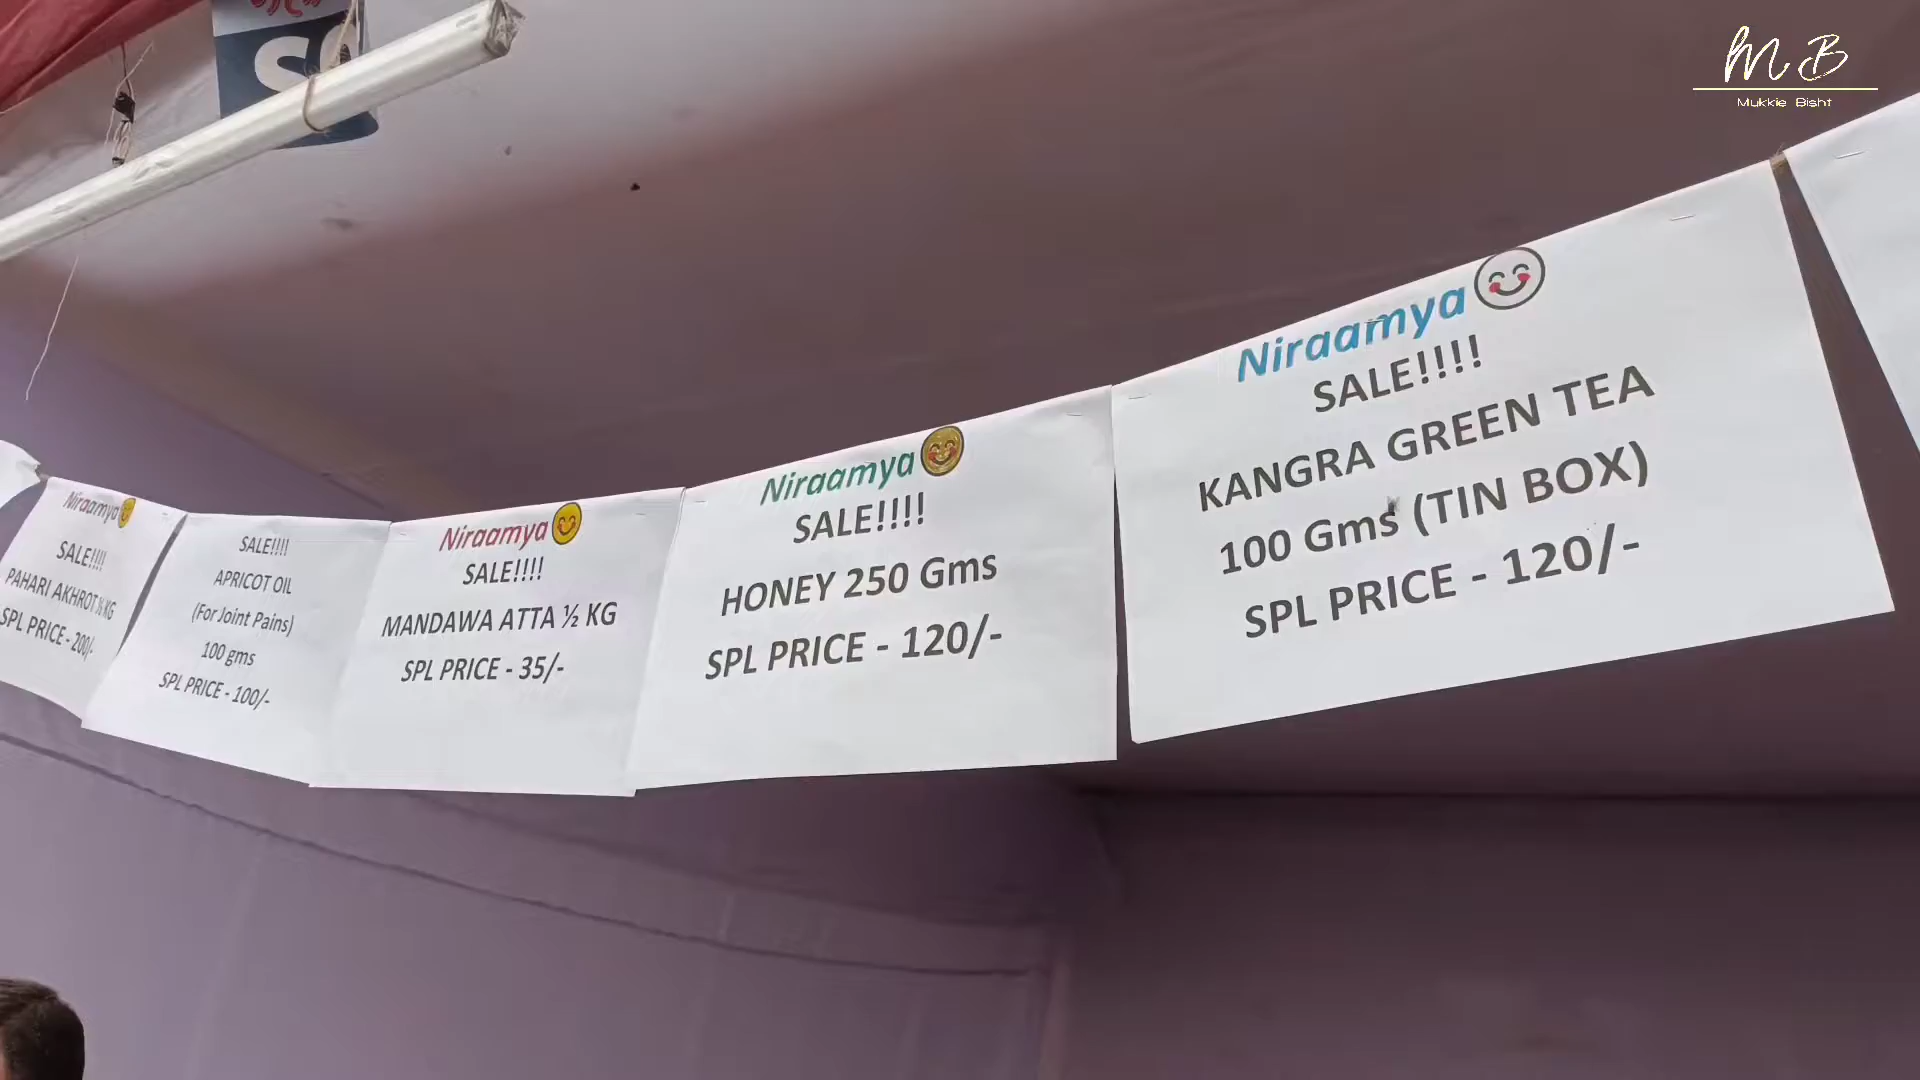 M B
Mukkie Bisht
Niraamya
SALE!!!!
PAHARI AKHROT ½ KG
SPL PRICE - 200/-
SALE!!!!
APRICOT OIL
(For Joint Pains)
100 gms
SPL PRICE - 100/-
Niraamya
SALE!!!!
MANDAWA ATTA ½ KG
SPL PRICE - 35/-
Niraamya
SALE!!!!
HONEY 250 Gms
SPL PRICE - 120/-
Niraamya
SALE!!!!
KANGRA GREEN TEA
100 Gms (TIN BOX)
SPL PRICE - 120/-